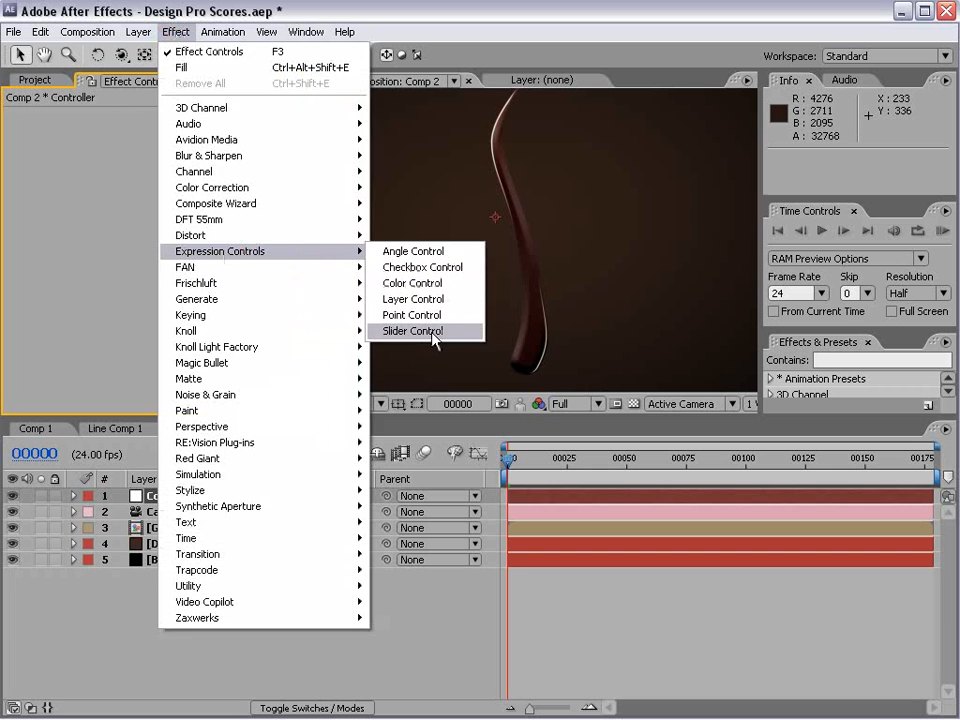 Adobe After Effects - Design Pro Scores.aep *
File Edit Composition Layer Effect Animation View Window Help
Workspace: Standard
Project
Effect Cont
position: Comp 2
Layer: (none)
Info
Audio
Comp 2 * Controller
R : 4276
G : 2711
B : 2095
A : 32768
X : 233
Y : 336
Effect Controls F3
Fill Ctrl+Alt+Shift+E
Remove All Ctrl+Shift+E
3D Channel
Audio
Avidion Media
Blur & Sharpen
Channel
Color Correction
Composite Wizard
DFT 55mm
Distort
Expression Controls
FAN
Frischluft
Generate
Keying
Knoll
Knoll Light Factory
Magic Bullet
Matte
Noise & Grain
Paint
Perspective
RE:Vision Plug-ins
Red Giant
Simulation
Stylize
Synthetic Aperture
Text
Time
Transition
Trapcode
Utility
Video Copilot
Zaxwerks
Angle Control
Checkbox Control
Color Control
Layer Control
Point Control
Slider Control
Time Controls
RAM Preview Options
Frame Rate Skip Resolution
24 0 Half
From Current Time Full Screen
Effects & Presets
Contains:
* Animation Presets
3D Channel
00000 Full Active Camera 1
Comp 1
Line Comp 1
00000 (24.00 fps)
00025 00050 00075 00100 00125 00150 00175
# Layer
Parent
1 Co None
2 Ca None
3 [G None
4 [D None
5 [B None
Toggle Switches / Modes